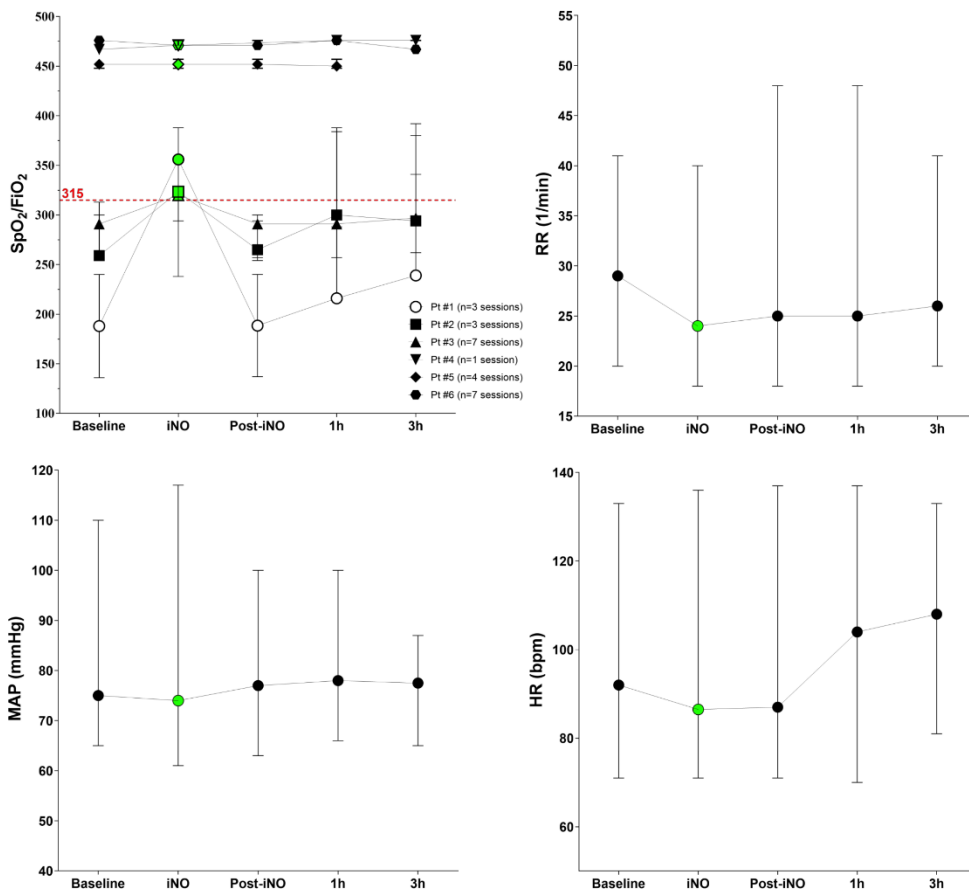 500
450
400
350
300
250
200
150
100
SpO2/FiO2
315
Pt #1 (n=3 sessions)
Pt #2 (n=3 sessions)
Pt #3 (n=7 sessions)
Pt #4 (n=1 session)
Pt #5 (n=4 sessions)
Pt #6 (n=7 sessions)
Baseline iNO Post-iNO 1h 3h
55
50
45
40
35
30
25
20
15
RR (1/min)
Baseline iNO Post-iNO 1h 3h
120
110
100
90
80
70
60
50
40
MAP (mmHg)
Baseline iNO Post-iNO 1h 3h
140
120
100
80
60
HR (bpm)
Baseline iNO Post-iNO 1h 3h